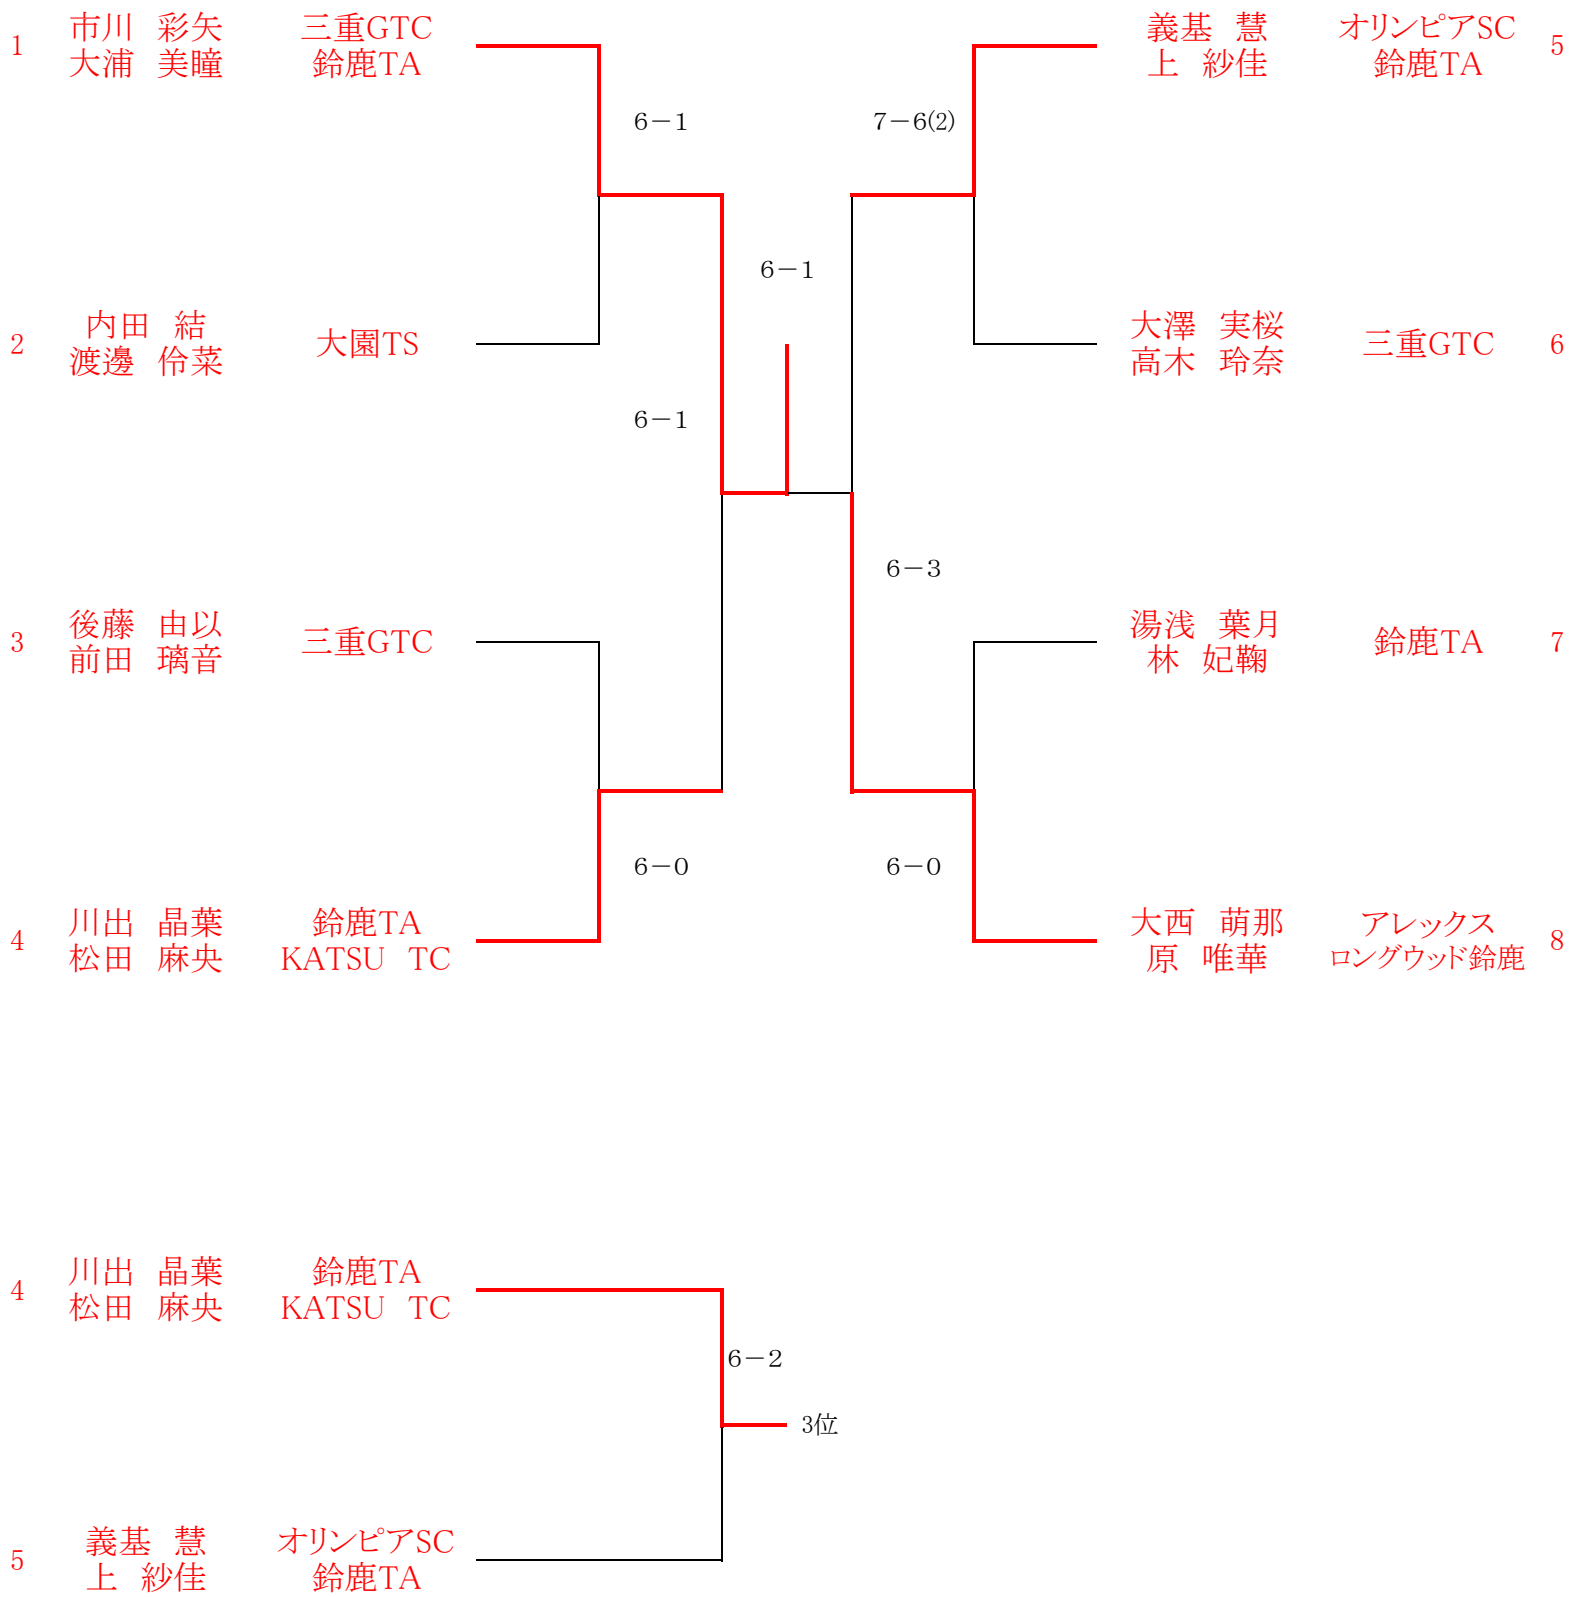 1 市川　彩矢 三重GTC
大浦　美瞳 鈴鹿TA
義基　慧 オリンピアSC 5
上　紗佳 鈴鹿TA
6－1
7－6(2)
6－1
2 内田　結 大園TS
渡邊　伶菜
大澤　実桜 三重GTC 6
高木　玲奈
6－1
6－3
3 後藤　由以 三重GTC
前田　璃音
湯浅　葉月 鈴鹿TA 7
林　妃鞠
6－0
6－0
4 川出　晶葉 鈴鹿TA
松田　麻央 KATSU　TC
大西　萌那 アレックス 8
原　唯華 ロングウッド鈴鹿
4 川出　晶葉 鈴鹿TA
松田　麻央 KATSU　TC
6－2
3位
5 義基　慧 オリンピアSC
上　紗佳 鈴鹿TA